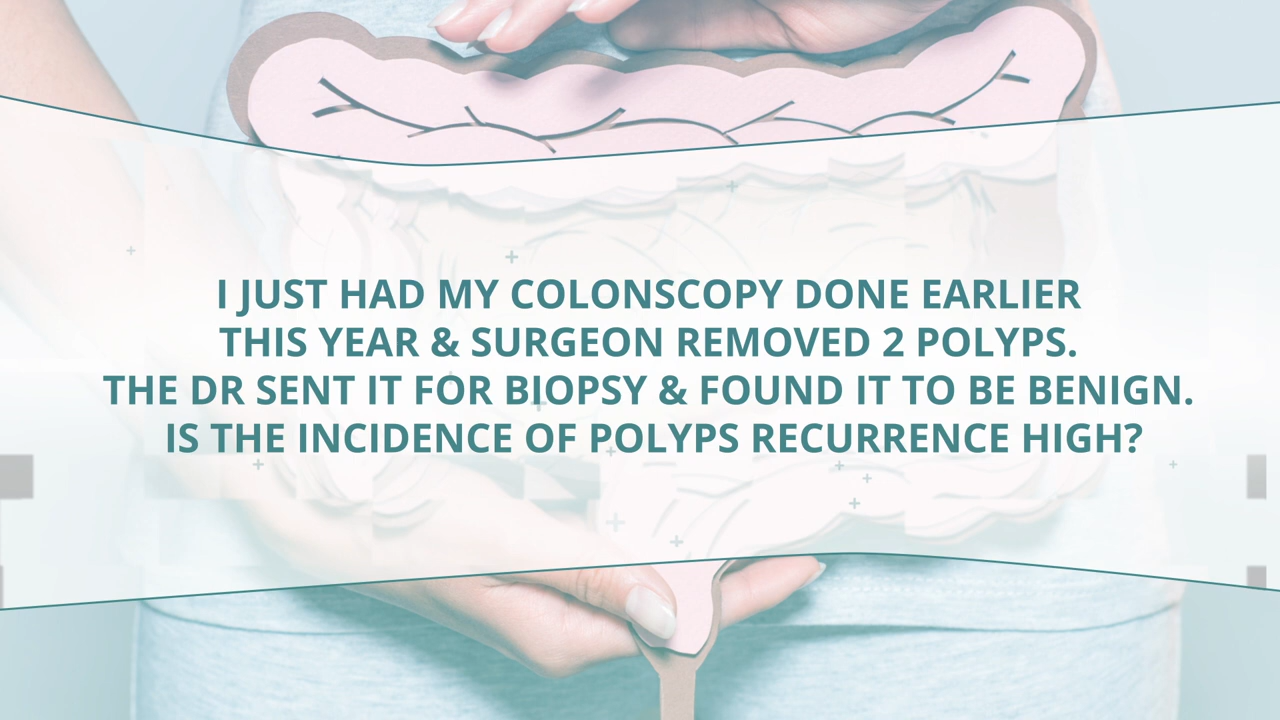 I JUST HAD MY COLONSCOPY DONE EARLIER
THIS YEAR & SURGEON REMOVED 2 POLYPS.
THE DR SENT IT FOR BIOPSY & FOUND IT TO BE BENIGN.
IS THE INCIDENCE OF POLYPS RECURRENCE HIGH?